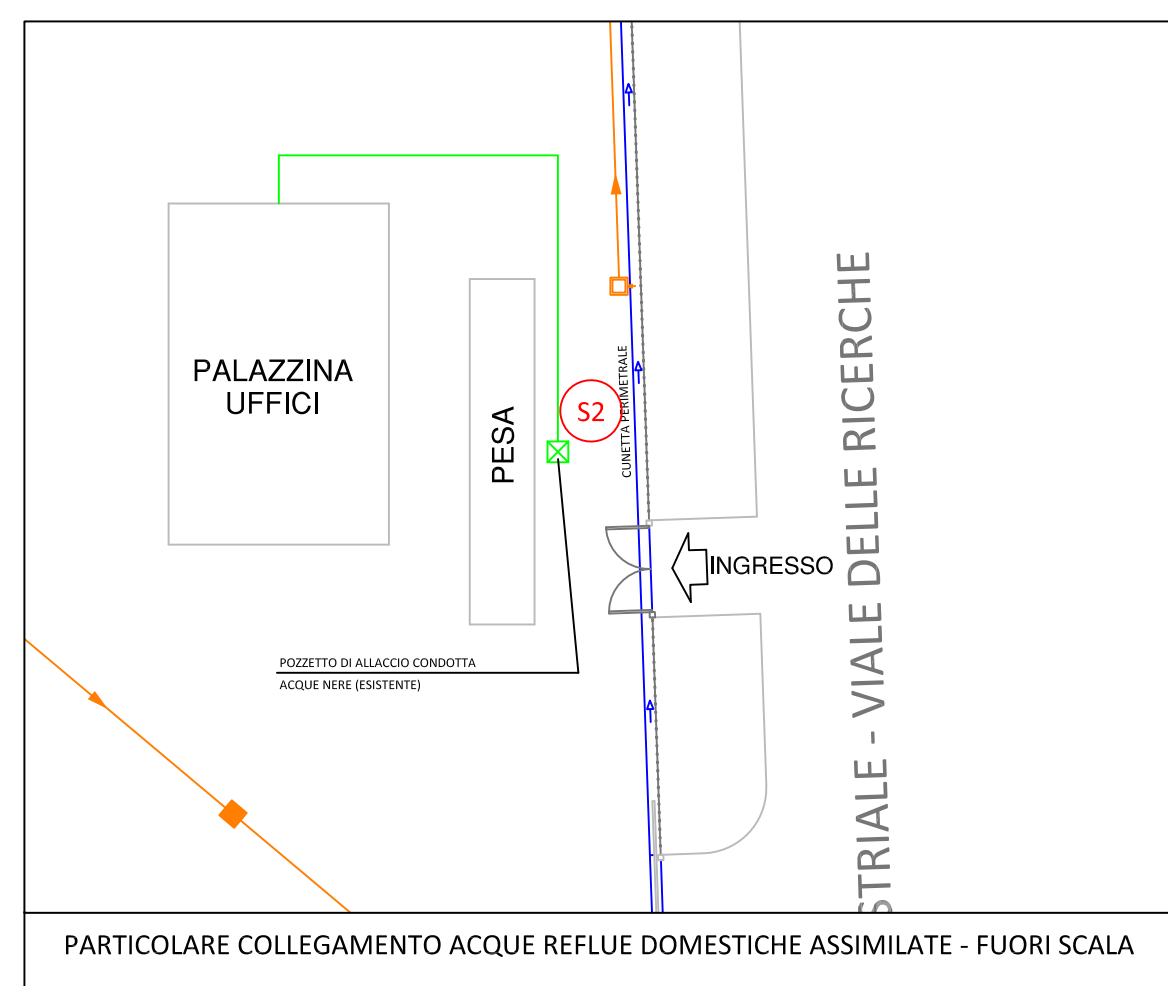 PALAZZINA
UFFICI
PESA
S2
CUNETTA PERIMETRALE
INGRESSO
STRIALE - VIALE DELLE RICERCHE
POZZETTO DI ALLACCIO CONDOTTA
ACQUE NERE (ESISTENTE)
PARTICOLARE COLLEGAMENTO ACQUE REFLUE DOMESTICHE ASSIMILATE - FUORI SCALA